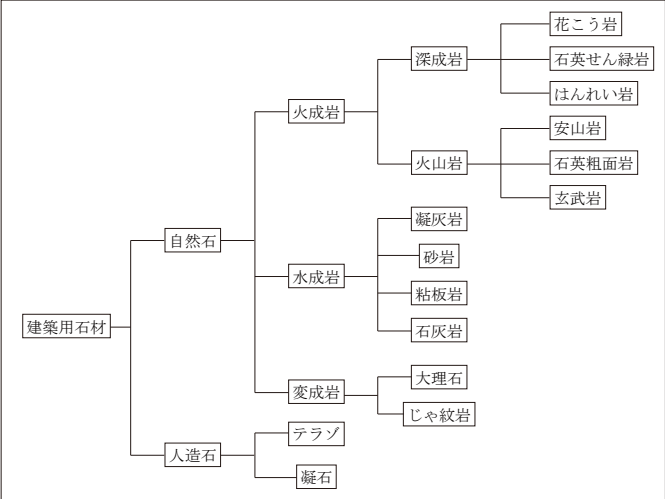 建築用石材
自然石
火成岩
深成岩
花こう岩
石英せん緑岩
はんれい岩
火山岩
安山岩
石英粗面岩
玄武岩
水成岩
凝灰岩
砂岩
粘板岩
石灰岩
変成岩
大理石
じゃ紋岩
人造石
テラゾ
凝石